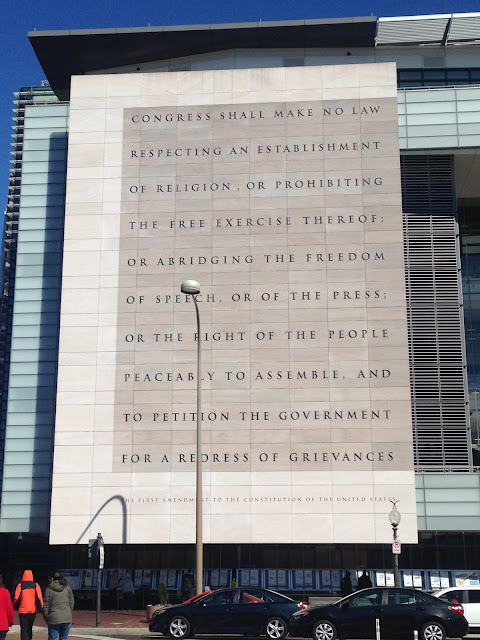 CONGRESS SHALL MAKE NO LAW
RESPECTING AN ESTABLISHMENT
OF RELIGION, OR PROHIBITING
THE FREE EXERCISE THEREOF;
OR ABRIDGING THE FREEDOM
OF SPEECH, OR OF THE PRESS;
OR THE RIGHT OF THE PEOPLE
PEACEABLY TO ASSEMBLE, AND
TO PETITION THE GOVERNMENT
FOR A REDRESS OF GRIEVANCES
THE FIRST AMENDMENT TO THE CONSTITUTION OF THE UNITED STATES